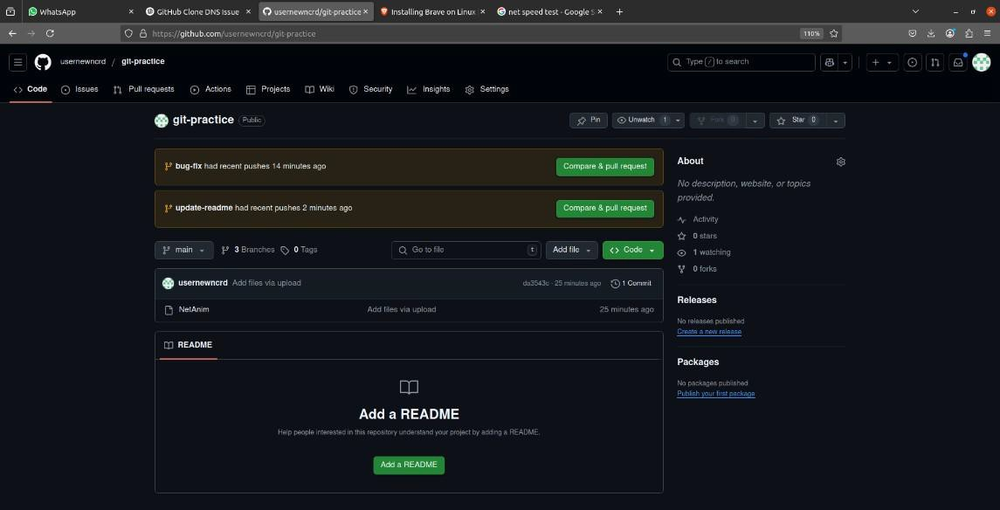 WhatsApp
GitHub Clone DNS Issue
usernewncrd/git-practice
Installing Brave on Linux
net speed test - Google S
https://github.com/usernewncrd/git-practice
110%
usernewncrd / git-practice
Type / to search
Code Issues Pull requests Actions Projects Wiki Security Insights Settings
git-practice Public
Pin
Unwatch 1
Fork 0
Star 0
bug-fix had recent pushes 14 minutes ago
Compare & pull request
update-readme had recent pushes 2 minutes ago
Compare & pull request
main
3 Branches
0 Tags
Go to file t
Add file
Code
usernewncrd Add files via upload
da3543c · 25 minutes ago
1 Commit
NetAnim Add files via upload 25 minutes ago
README
Add a README
Help people interested in this repository understand your project by adding a README.
Add a README
About
No description, website, or topics
provided.
Activity
0 stars
1 watching
0 forks
Releases
No releases published
Create a new release
Packages
No packages published
Publish your first package